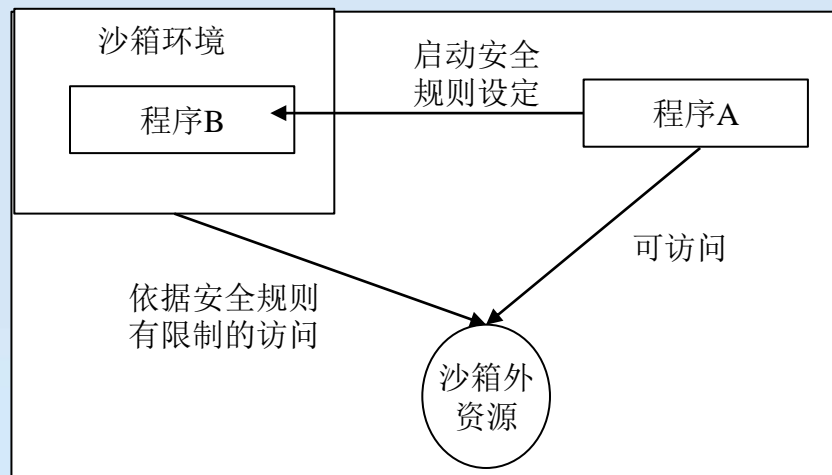 沙箱环境
启动安全
规则设定
程序B
程序A
可访问
依据安全规则
有限制的访问
沙箱外
资源